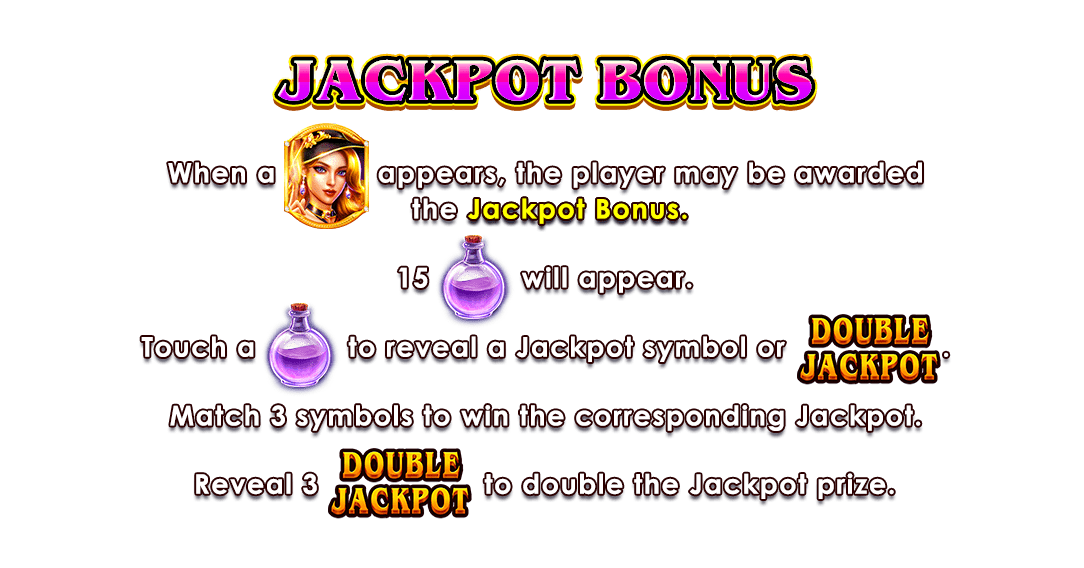 JACKPOT BONUS
When a appears, the player may be awarded
the Jackpot Bonus.
15 will appear.
Touch a to reveal a Jackpot symbol or DOUBLE JACKPOT.
Match 3 symbols to win the corresponding Jackpot.
Reveal 3 DOUBLE JACKPOT to double the Jackpot prize.